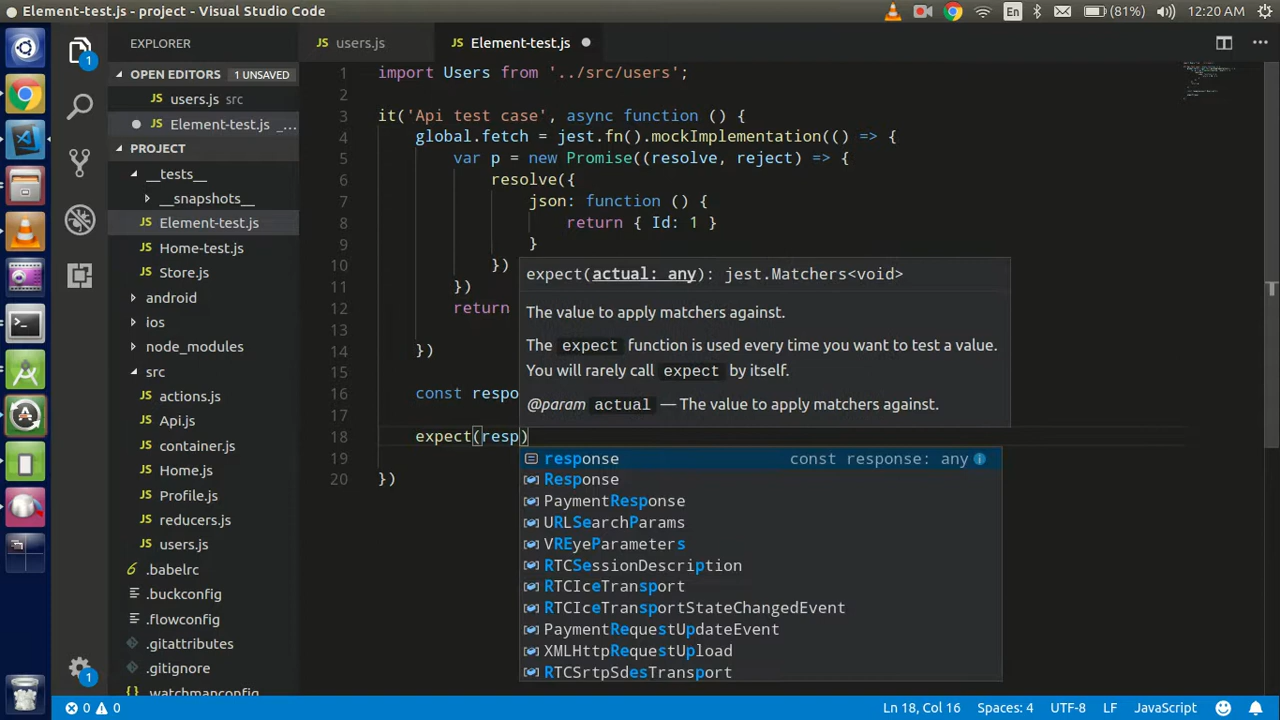 Element-test.js - project - Visual Studio Code
En
(81%)
12:20 AM
EXPLORER
OPEN EDITORS
1 UNSAVED
users.js src
Element-test.js _...
PROJECT
__tests__
__snapshots__
JS Element-test.js
JS Home-test.js
JS Store.js
android
ios
node_modules
src
JS actions.js
JS Api.js
JS container.js
JS Home.js
JS Profile.js
JS reducers.js
JS users.js
.babelrc
.buckconfig
.flowconfig
.gitattributes
.gitignore
.watchmanconfig
1
1
JS users.js
JS Element-test.js
1 import Users from '../src/users';
2
3 it('Api test case', async function () {
4 global.fetch = jest.fn().mockImplementation(() => {
5 var p = new Promise((resolve, reject) => {
6 resolve({
7 json: function () {
8 return { Id: 1 }
9 }
10 })
11 })
12 return
13
14 })
15
16 const respo
17
18 expect(resp)
19
20 })
expect(actual: any): jest.Matchers<void>
The value to apply matchers against.
The expect function is used every time you want to test a value.
You will rarely call expect by itself.
@param actual — The value to apply matchers against.
response const response: any
Response
PaymentResponse
URLSearchParams
VREyeParameters
RTCSessionDescription
RTCIceTransport
RTCIceTransportStateChangedEvent
PaymentRequestUpdateEvent
XMLHttpRequestUpload
RTCSrtpSdesTransport
0 0
Ln 18, Col 16
Spaces: 4
UTF-8
LF
JavaScript